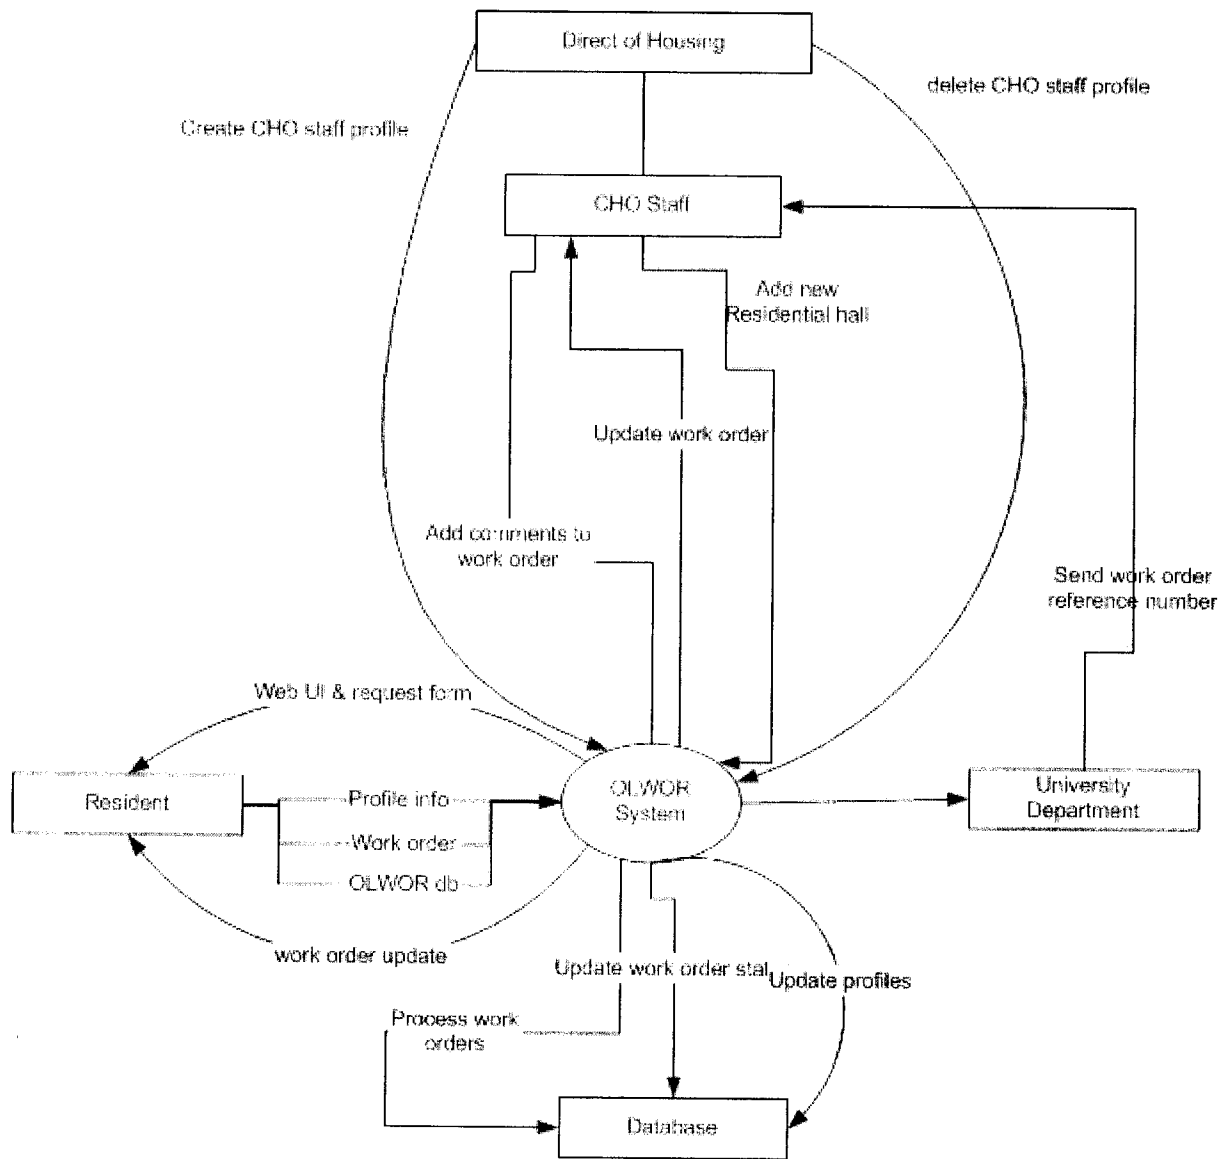 Direct of Housing
delete CHO staff profile
Create CHO staff profile
CHO Staff
Add new
Residential hall
Update work order
Add comments to
work order
Send work order
reference number
Web UI & request form
Resident
Profile info
Work order
OLWOR db
OLWOR
System
University
Department
work order update
Update work order stat
Update profiles
Process work
orders
Database